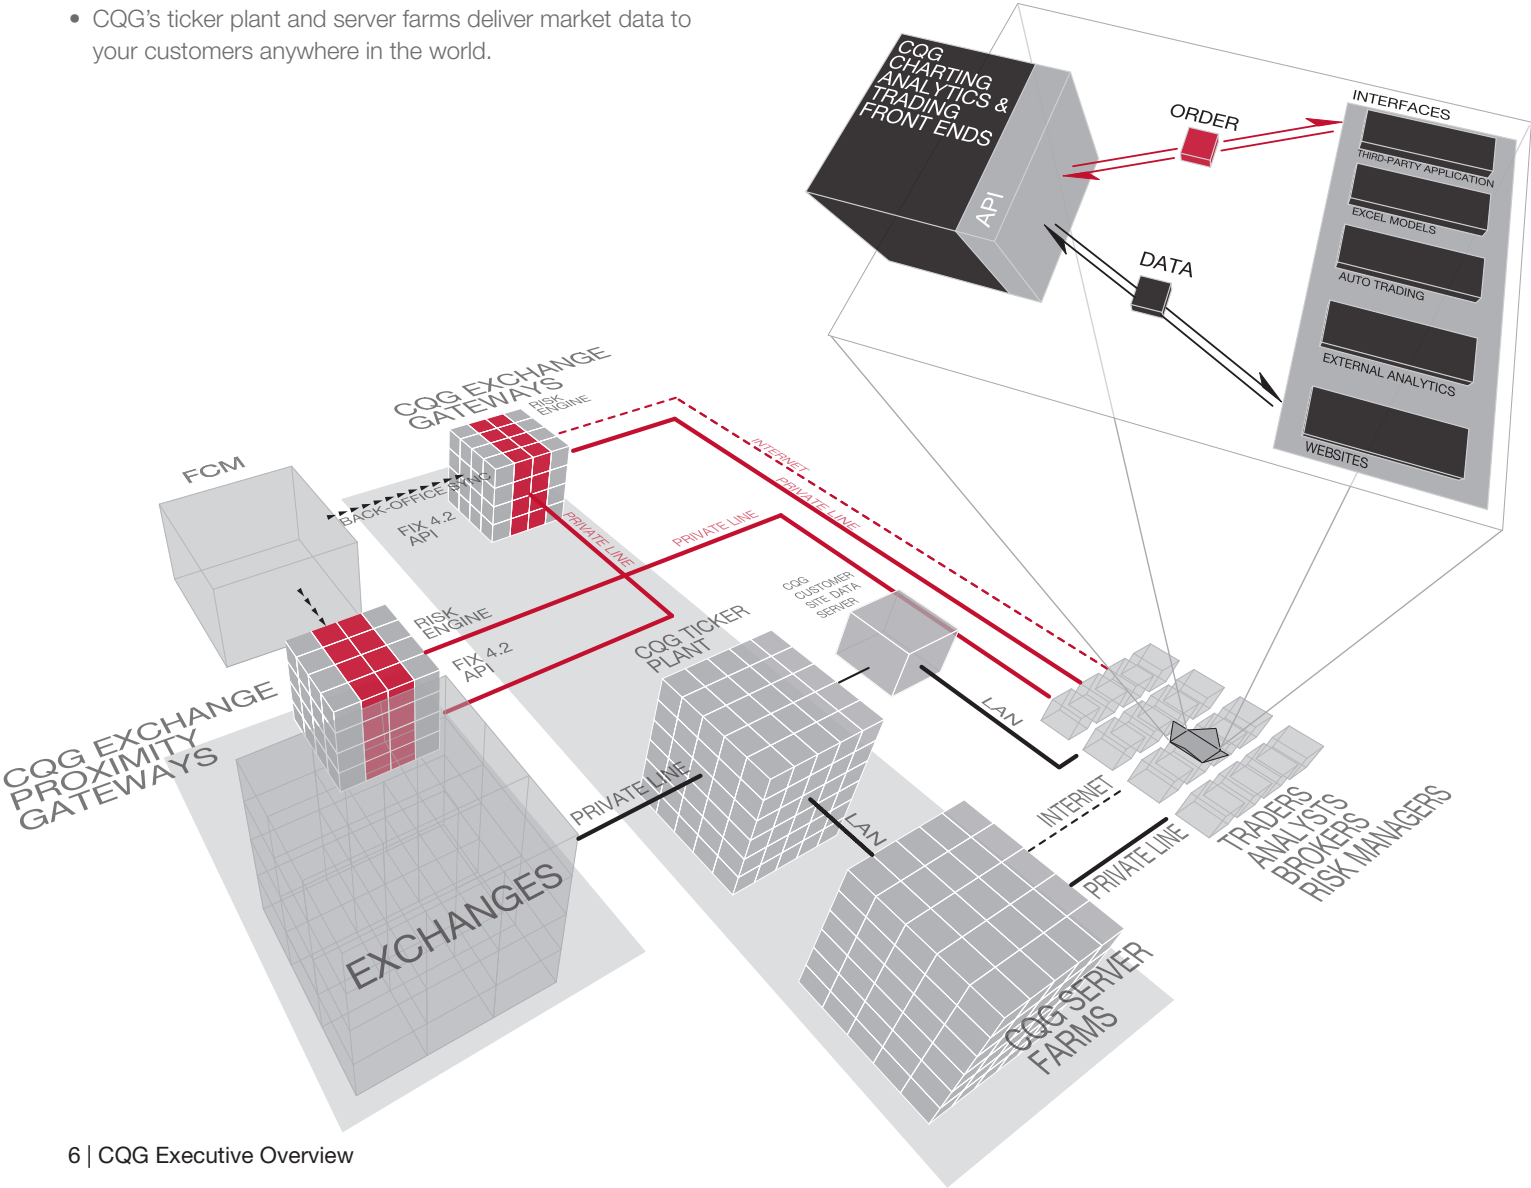 • CQG’s ticker plant and server farms deliver market data to
your customers anywhere in the world.
CQG
CHARTING
ANALYTICS &
TRADING
FRONT ENDS
API
ORDER
DATA
INTERFACES
THIRD-PARTY APPLICATION
EXCEL MODELS
AUTO TRADING
EXTERNAL ANALYTICS
WEBSITES
CQG EXCHANGE
GATEWAYS
RISK
ENGINE
FCM
BACK-OFFICE SYNC
FIX 4.2
API
INTERNET
PRIVATE LINE
PRIVATE LINE
PRIVATE LINE
CQG
CUSTOMER
SITE DATA
SERVER
RISK
ENGINE
FIX 4.2
API
CQG TICKER
PLANT
CQG EXCHANGE
PROXIMITY
GATEWAYS
LAN
PRIVATE LINE
LAN
INTERNET
PRIVATE LINE
TRADERS
ANALYSTS
BROKERS
RISK MANAGERS
EXCHANGES
CQG SERVER
FARMS
6 | CQG Executive Overview